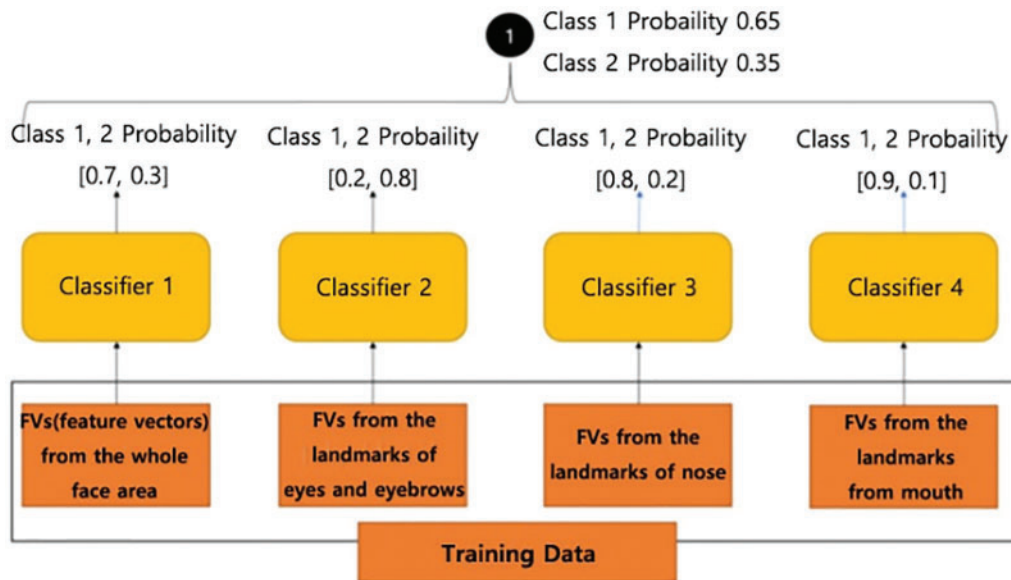 1
Class 1 Probaility 0.65
Class 2 Probaility 0.35
Class 1, 2 Probability
[0.7, 0.3]
Class 1, 2 Probaility
[0.2, 0.8]
Class 1, 2 Probaility
[0.8, 0.2]
Class 1, 2 Probaility
[0.9, 0.1]
Classifier 1
Classifier 2
Classifier 3
Classifier 4
FVs(feature vectors)
from the whole
face area
FVs from the
landmarks of
eyes and eyebrows
FVs from the
landmarks of nose
FVs from the
landmarks
from mouth
Training Data